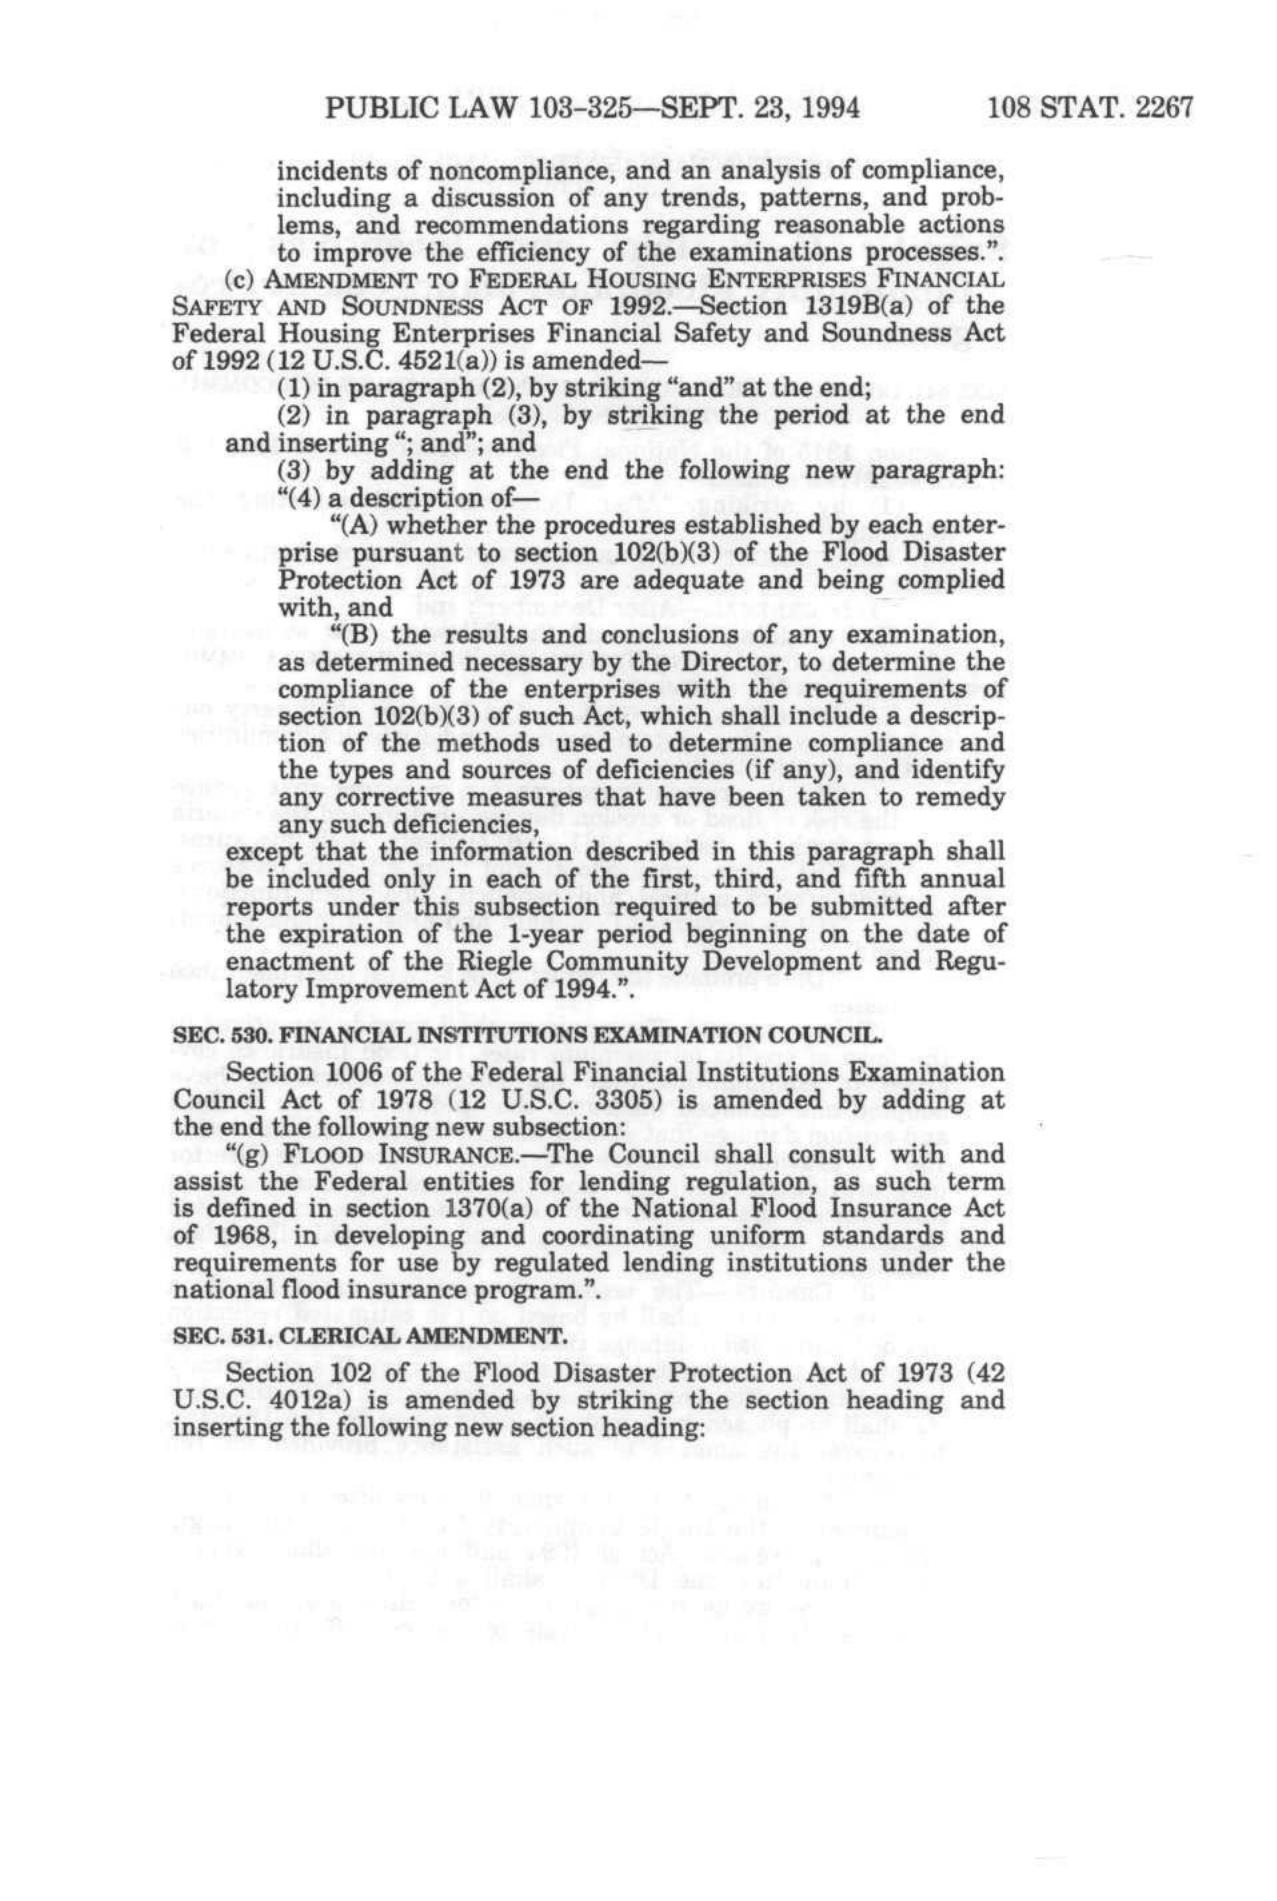 PUBLIC LAW 103–325—SEPT. 23, 1994 108 STAT. 2267
incidents of noncompliance, and an analysis of compliance,
including a discussion of any trends, patterns, and prob-
lems, and recommendations regarding reasonable actions
to improve the efficiency of the examinations processes.”.
(c) AMENDMENT TO FEDERAL HOUSING ENTERPRISES FINANCIAL
SAFETY AND SOUNDNESS ACT OF 1992.—Section 1319B(a) of the
Federal Housing Enterprises Financial Safety and Soundness Act
of 1992 (12 U.S.C. 4521(a)) is amended—
(1) in paragraph (2), by striking “and” at the end;
(2) in paragraph (3), by striking the period at the end
and inserting “; and”; and
(3) by adding at the end the following new paragraph:
“(4) a description of—
“(A) whether the procedures established by each enter-
prise pursuant to section 102(b)(3) of the Flood Disaster
Protection Act of 1973 are adequate and being complied
with, and
“(B) the results and conclusions of any examination,
as determined necessary by the Director, to determine the
compliance of the enterprises with the requirements of
section 102(b)(3) of such Act, which shall include a descrip-
tion of the methods used to determine compliance and
the types and sources of deficiencies (if any), and identify
any corrective measures that have been taken to remedy
any such deficiencies,
except that the information described in this paragraph shall
be included only in each of the first, third, and fifth annual
reports under this subsection required to be submitted after
the expiration of the 1-year period beginning on the date of
enactment of the Riegle Community Development and Regu-
latory Improvement Act of 1994.”.
SEC. 530. FINANCIAL INSTITUTIONS EXAMINATION COUNCIL.
Section 1006 of the Federal Financial Institutions Examination
Council Act of 1978 (12 U.S.C. 3305) is amended by adding at
the end the following new subsection:
“(g) FLOOD INSURANCE.—The Council shall consult with and
assist the Federal entities for lending regulation, as such term
is defined in section 1370(a) of the National Flood Insurance Act
of 1968, in developing and coordinating uniform standards and
requirements for use by regulated lending institutions under the
national flood insurance program.”.
SEC. 531. CLERICAL AMENDMENT.
Section 102 of the Flood Disaster Protection Act of 1973 (42
U.S.C. 4012a) is amended by striking the section heading and
inserting the following new section heading: